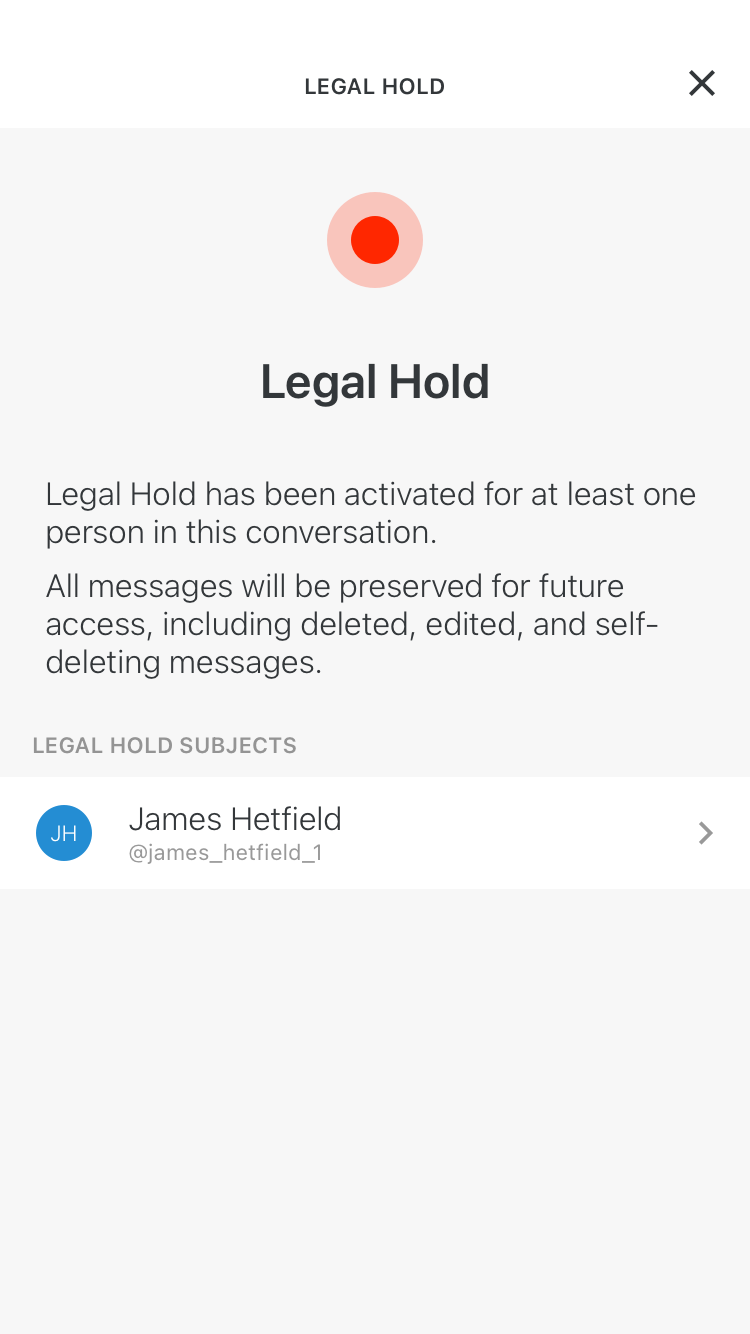 LEGAL HOLD
Legal Hold
Legal Hold has been activated for at least one
person in this conversation.
All messages will be preserved for future
access, including deleted, edited, and self-
deleting messages.
LEGAL HOLD SUBJECTS
JH
James Hetfield
@james_hetfield_1